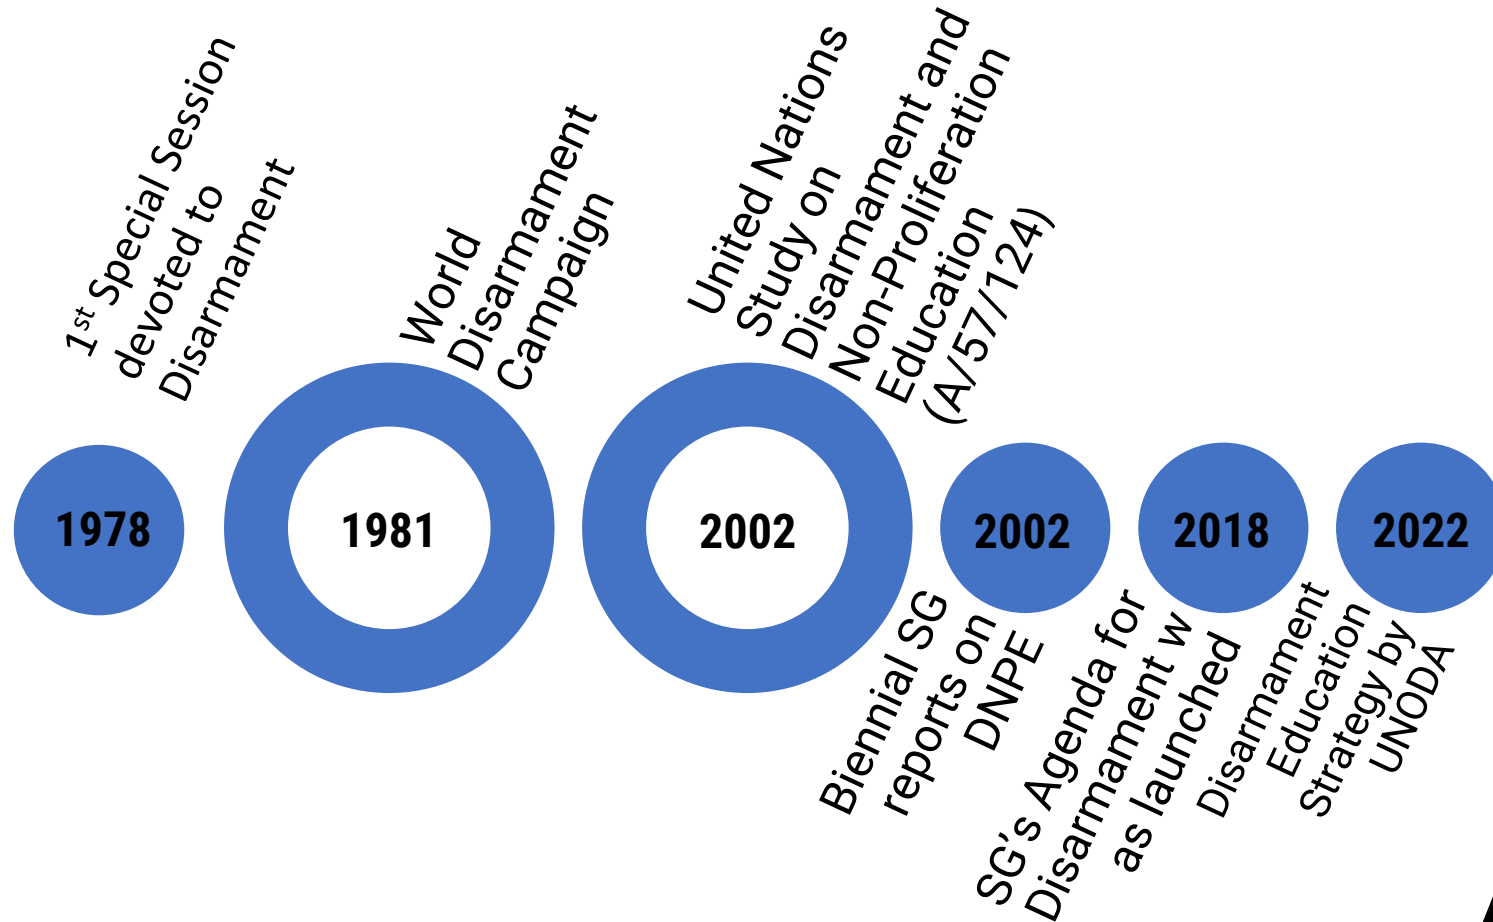 1st Special Session
devoted to
Disarmament
1978
World
Disarmament
Campaign
1981
United Nations
Study on
Disarmament and
Non-Proliferation
Education
(A/57/124)
2002
2002
Biennial SG
reports on
DNPE
2018
SG's Agenda for
Disarmament w
as launched
2022
Disarmament
Education
Strategy by
UNODA